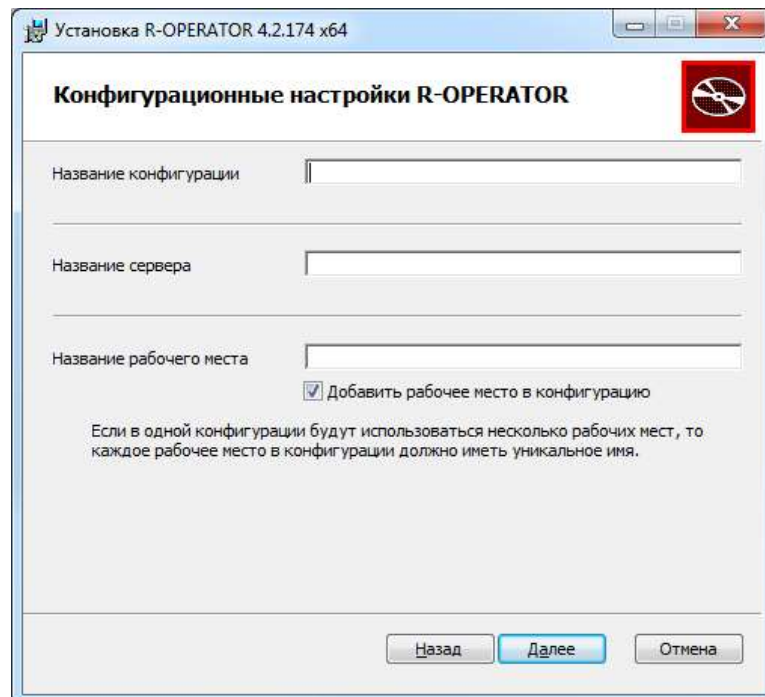 Установка R-OPERATOR 4.2.174 x64
Конфигурационные настройки R-OPERATOR
Название конфигурации
Название сервера
Название рабочего места
Добавить рабочее место в конфигурацию
Если в одной конфигурации будут использоваться несколько рабочих мест, то
каждое рабочее место в конфигурации должно иметь уникальное имя.
Назад
Далее
Отмена